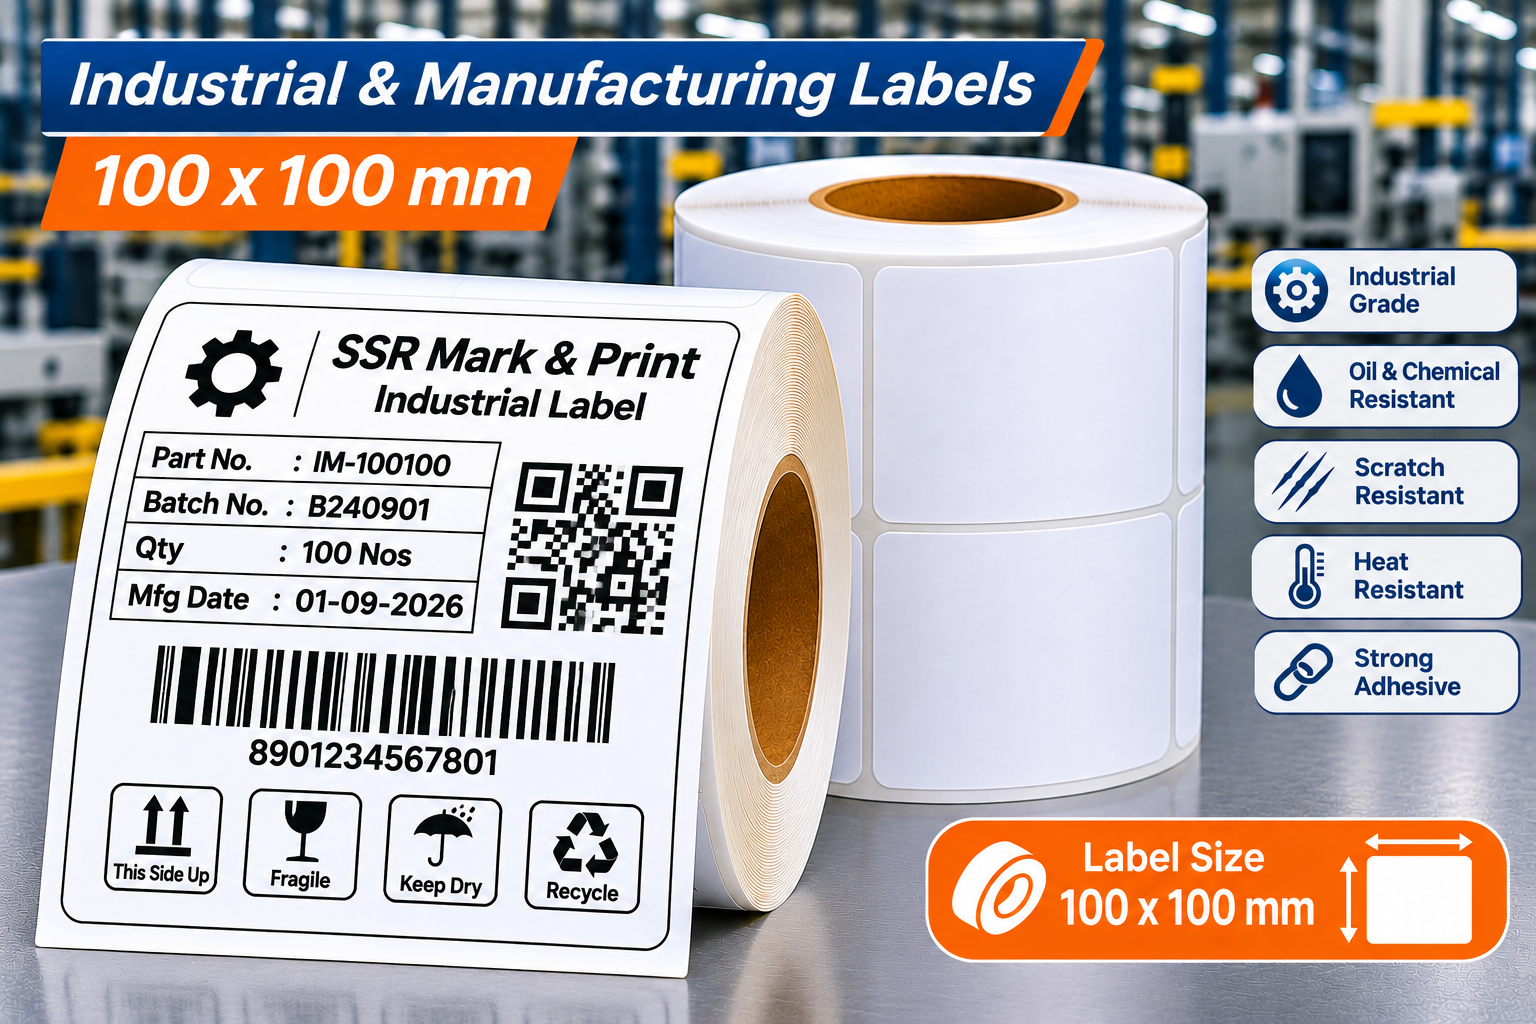 Industrial & Manufacturing Labels
100 x 100 mm
SSR Mark & Print
Industrial Label
Part No. : IM-100100
Batch No. : B240901
Qty : 100 Nos
Mfg Date : 01-09-2026
8901234567801
This Side Up
Fragile
Keep Dry
Recycle
Industrial
Grade
Oil & Chemical
Resistant
Scratch
Resistant
Heat
Resistant
Strong
Adhesive
Label Size
100 x 100 mm